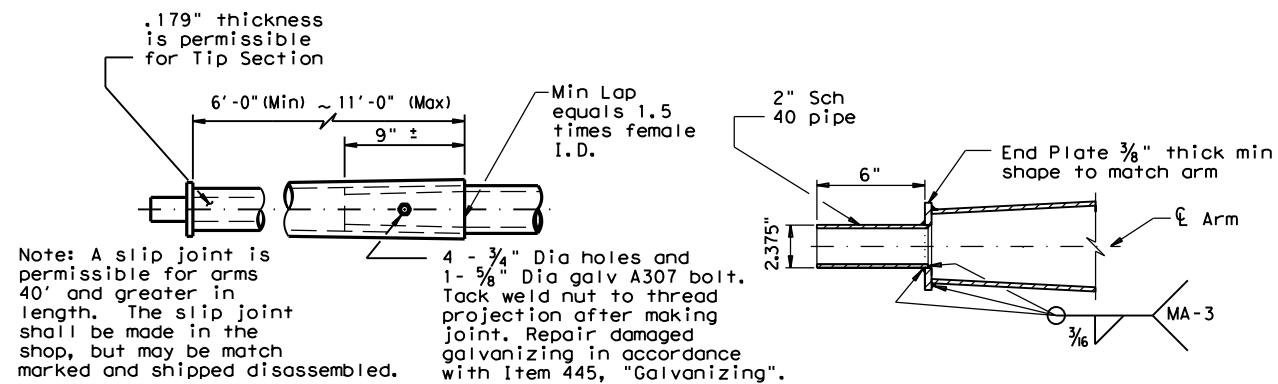 .179" thickness
is permissible
for Tip Section
6'-0" (Min) ~ 11'-0" (Max)
9" ±
Min Lap
equals 1.5
times female
I.D.
Note: A slip joint is
permissible for arms
40' and greater in
length. The slip joint
shall be made in the
shop, but may be match
marked and shipped disassembled.
4 - ¾" Dia holes and
1- ⅝" Dia galv A307 bolt.
Tack weld nut to thread
projection after making
joint. Repair damaged
galvanizing in accordance
with Item 445, "Galvanizing".
2" Sch
40 pipe
6"
End Plate ⅜" thick min
shape to match arm
℄ Arm
2.375"
3/16
MA-3